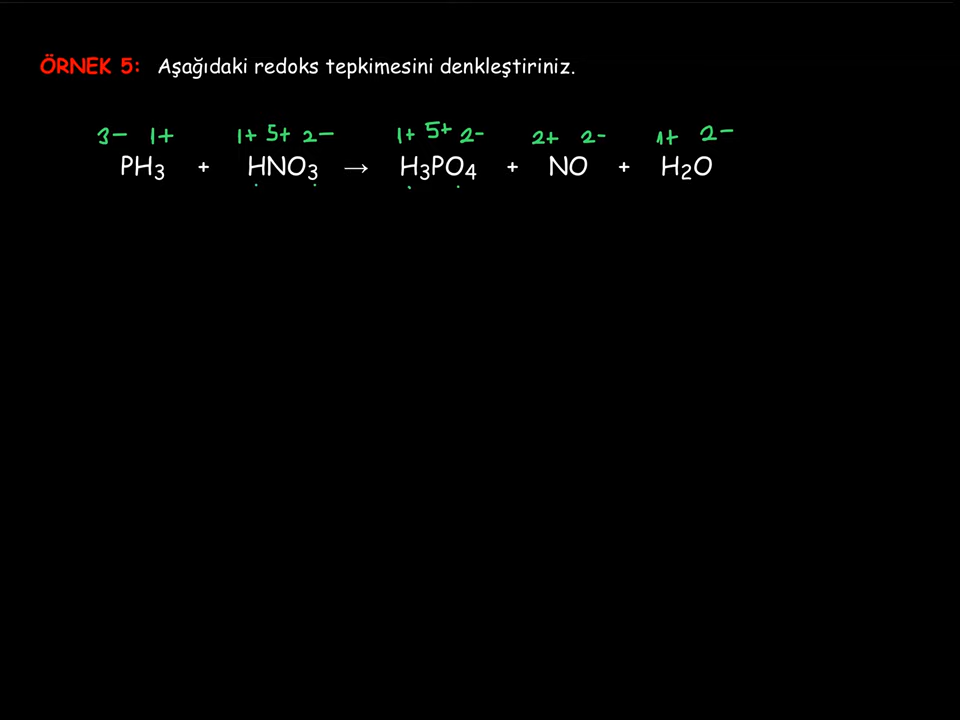 ÖRNEK 5: Aşağıdaki redoks tepkimesini denkleştiriniz.
3− 1+ 1+ 5+ 2− 1+ 5+ 2− 2+ 2− 1+ 2−
PH₃ + HNO₃ → H₃PO₄ + NO + H₂O